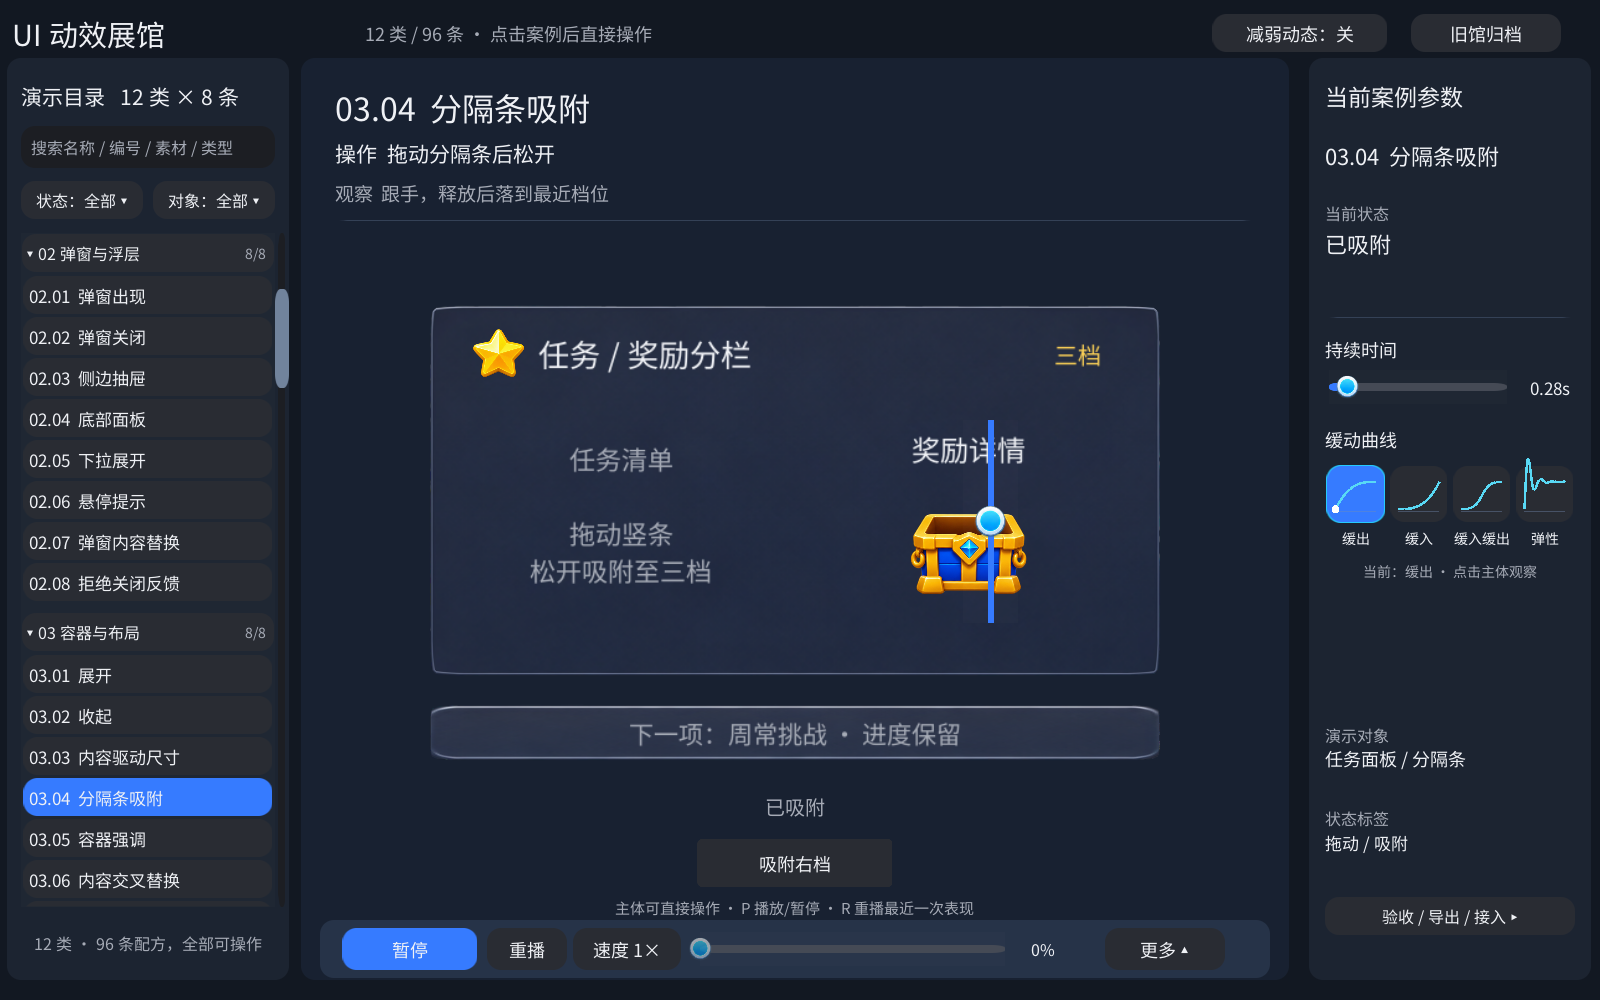 UI 动效展馆
12 类 / 96 条 · 点击案例后直接操作
减弱动态：关
旧馆归档
演示目录 12 类 × 8 条
搜索名称 / 编号 / 素材 / 类型
状态：全部 ▾
对象：全部 ▾
▾ 02 弹窗与浮层 8/8
02.01 弹窗出现
02.02 弹窗关闭
02.03 侧边抽屉
02.04 底部面板
02.05 下拉展开
02.06 悬停提示
02.07 弹窗内容替换
02.08 拒绝关闭反馈
▾ 03 容器与布局 8/8
03.01 展开
03.02 收起
03.03 内容驱动尺寸
03.04 分隔条吸附
03.05 容器强调
03.06 内容交叉替换
12 类 · 96 条配方，全部可操作
03.04 分隔条吸附
操作 拖动分隔条后松开
观察 跟手，释放后落到最近档位
任务 / 奖励分栏
三档
任务清单
拖动竖条
松开吸附至三档
奖励详情
下一项：周常挑战 · 进度保留
已吸附
吸附右档
主体可直接操作 · P 播放/暂停 · R 重播最近一次表现
暂停
重播
速度 1×
0%
更多 ▴
当前案例参数
03.04 分隔条吸附
当前状态
已吸附
持续时间
0.28s
缓动曲线
缓出
缓入
缓入缓出
弹性
当前：缓出 · 点击主体观察
演示对象
任务面板 / 分隔条
状态标签
拖动 / 吸附
验收 / 导出 / 接入 ▸